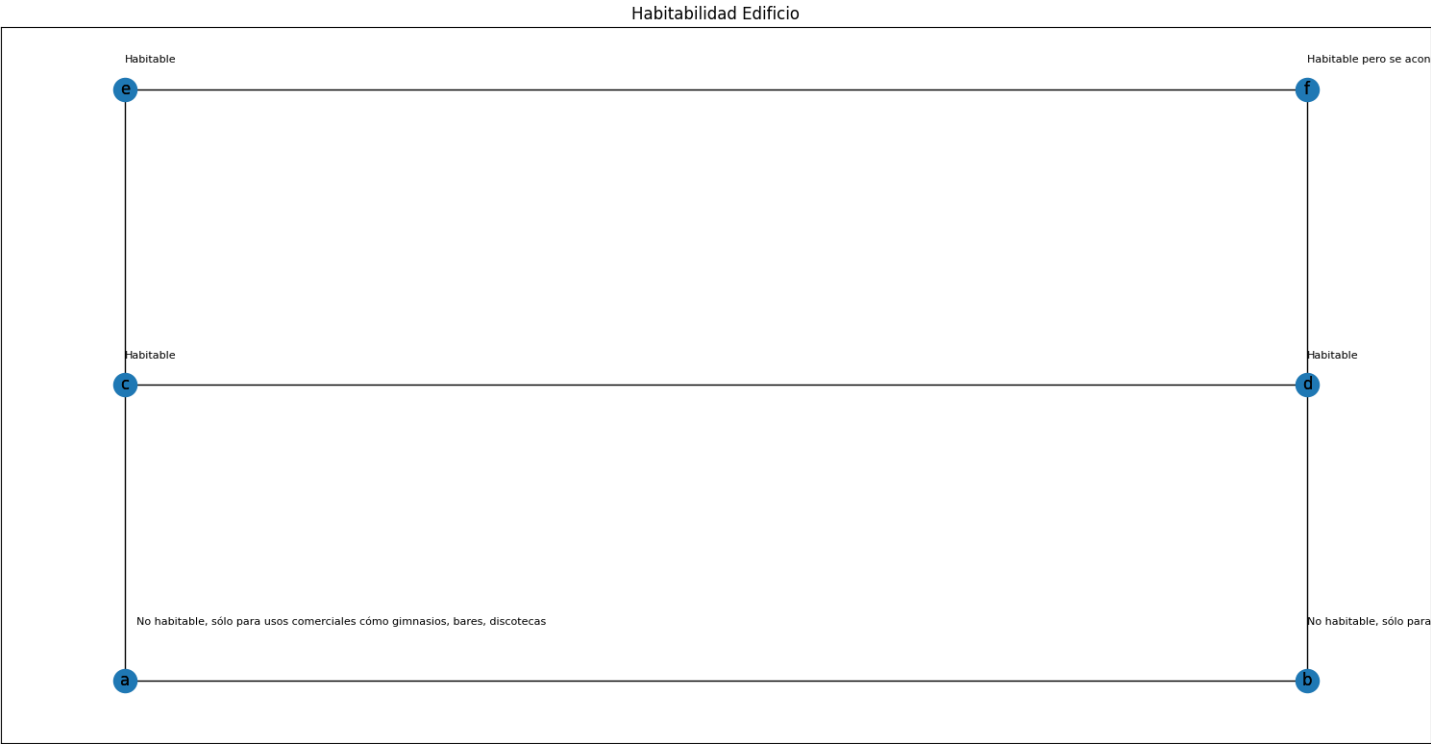 Habitabilidad Edificio
Habitable
Habitable pero se acon
e
f
Habitable
Habitable
c
d
No habitable, sólo para usos comerciales cómo gimnasios, bares, discotecas
No habitable, sólo para
a
b